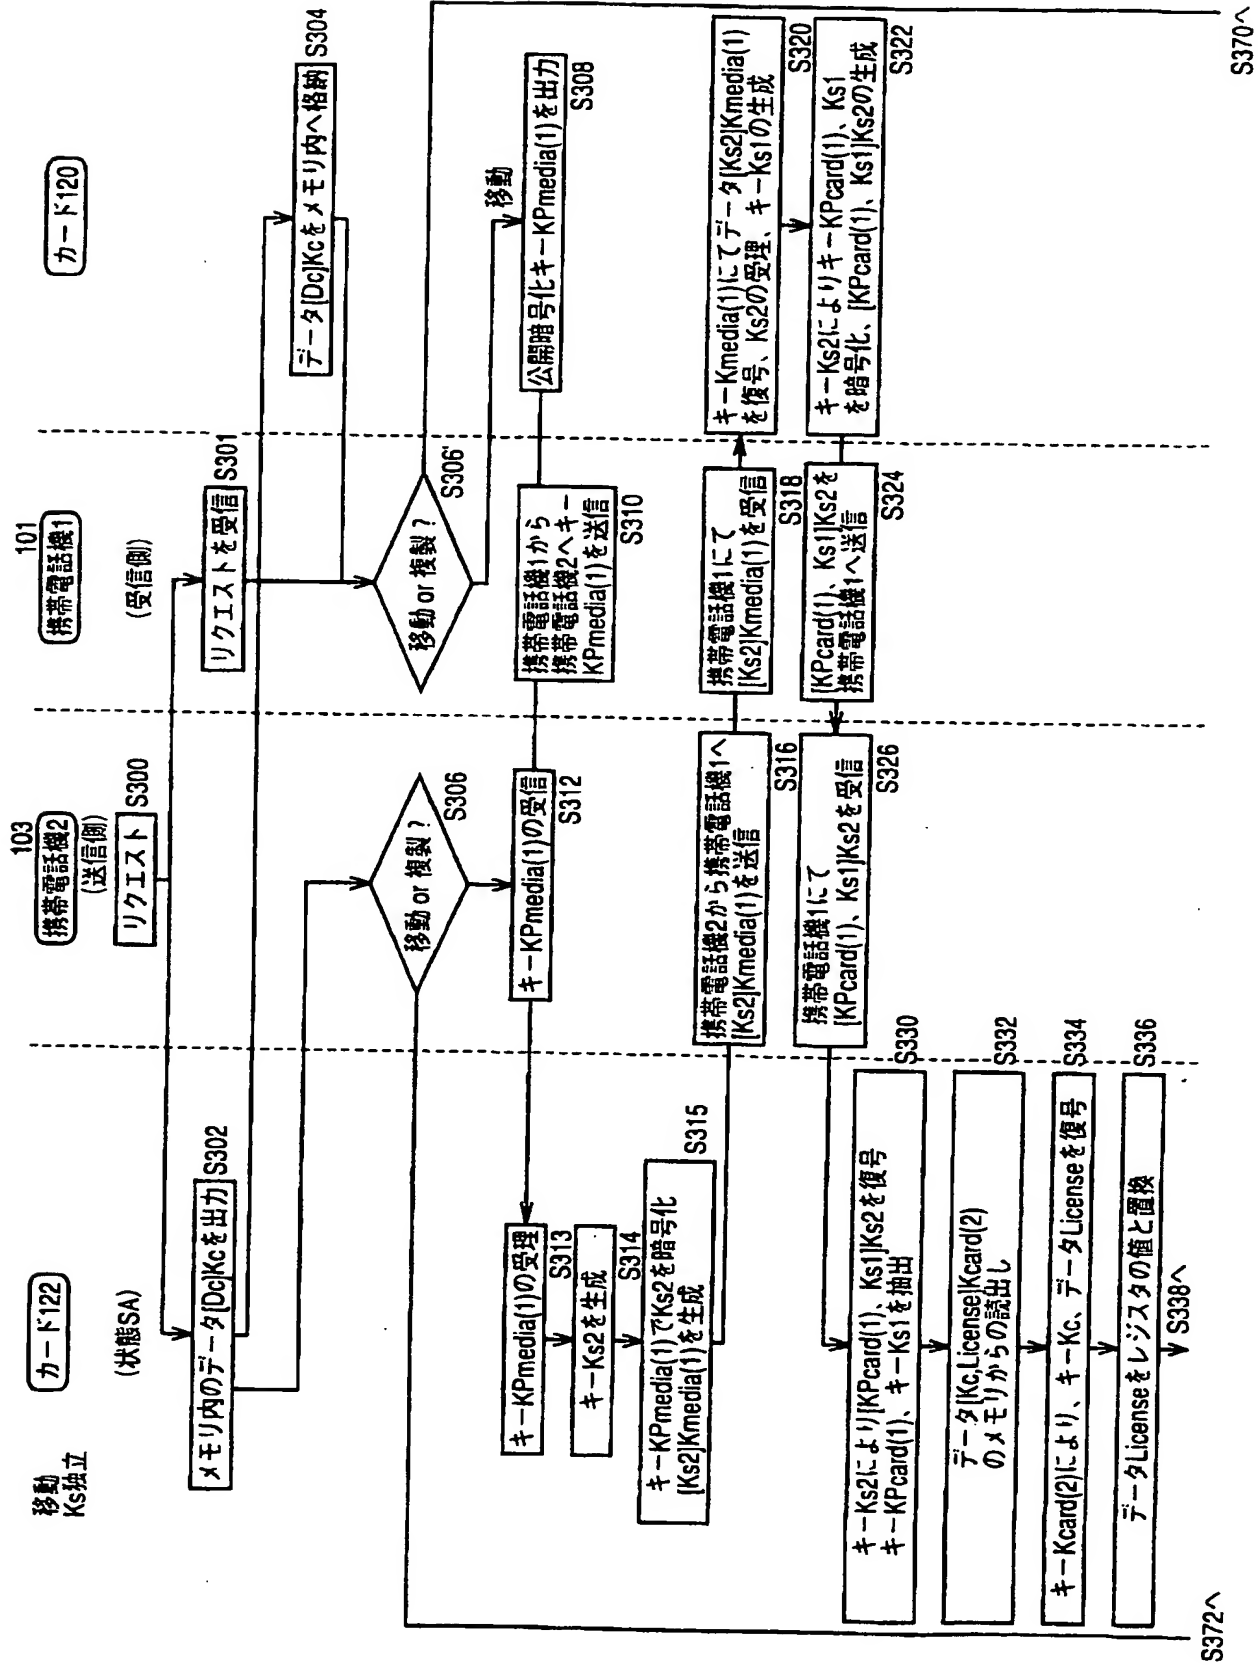 移動
Ks独立
カード122
(状態SA)
103
携帯電話機2
(送信側)
101
携帯電話機1
(受信側)
カード120
リクエスト
S300
リクエストを受信
S301
メモリ内のデータ[Dc]Kcを出力
S302
データ[Dc]Kcをメモリ内へ格納
S304
移動 or 複製?
S306
移動 or 複製?
S306'
移動
公開暗号化キーKPmedia(1)を出力
S308
携帯電話機1から
携帯電話機2へキー
KPmedia(1)を送信
S310
キーKPmedia(1)の受信
S312
キーKPmedia(1)の受理
S313
キーKs2を生成
S314
キーKPmedia(1)でKs2を暗号化
[Ks2]Kmedia(1)を生成
S315
携帯電話機2から携帯電話機1へ
[Ks2]Kmedia(1)を送信
S316
携帯電話機1にて
[Ks2]Kmedia(1)を受信
S318
キーKmedia(1)にてデータ[Ks2]Kmedia(1)
を復号、Ks2の受理、キーKs1の生成
S320
キーKs2によりキーKPcard(1)、Ks1
を暗号化、[KPcard(1)、Ks1]Ks2の生成
S322
[KPcard(1)、Ks1]Ks2を
携帯電話機1へ送信
S324
携帯電話機1にて
[KPcard(1)、Ks1]Ks2を受信
S326
キーKs2により[KPcard(1)、Ks1]Ks2を復号
キーKPcard(1)、キーKs1を抽出
S330
データ[Kc,License]Kcard(2)
のメモリからの読出し
S332
キーKcard(2)により、キーKc、データLicenseを復号
S334
データLicenseをレジスタの値と置換
S336
S338へ
S372へ
S370へ